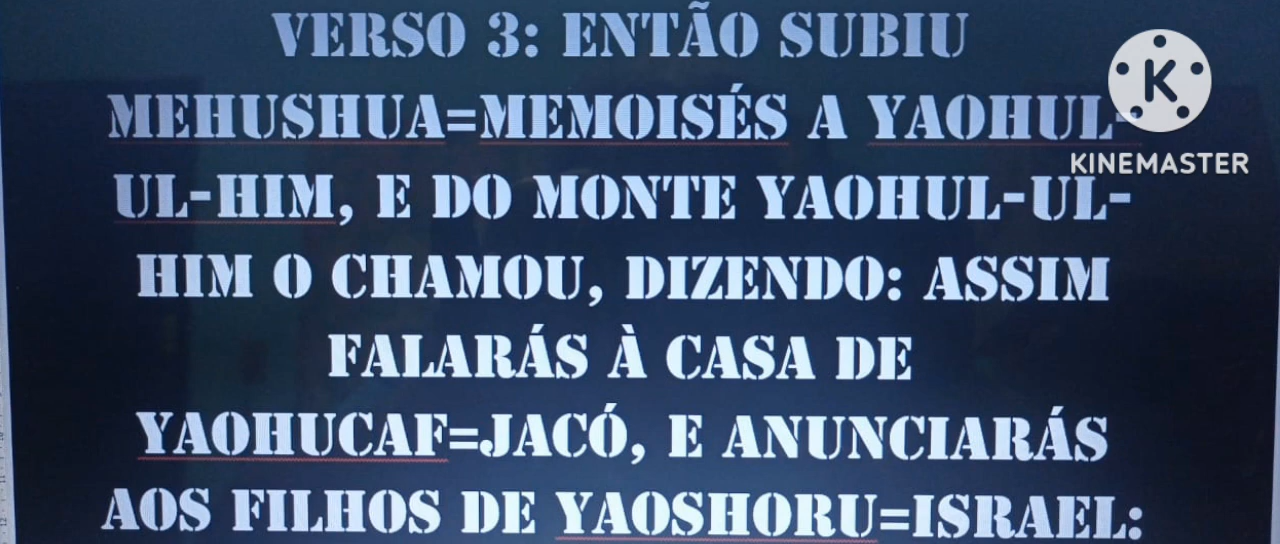 VERSO 3: ENTÃO SUBIU
MEHUSHUA=MEMOISÉS A YAOHUL-
UL-HIM, E DO MONTE YAOHUL-UL-
HIM O CHAMOU, DIZENDO: ASSIM
FALARÁS À CASA DE
YAOHUCAF=JACÓ, E ANUNCIARÁS
AOS FILHOS DE YAOSHORU=ISRAEL:
K
KINEMASTER